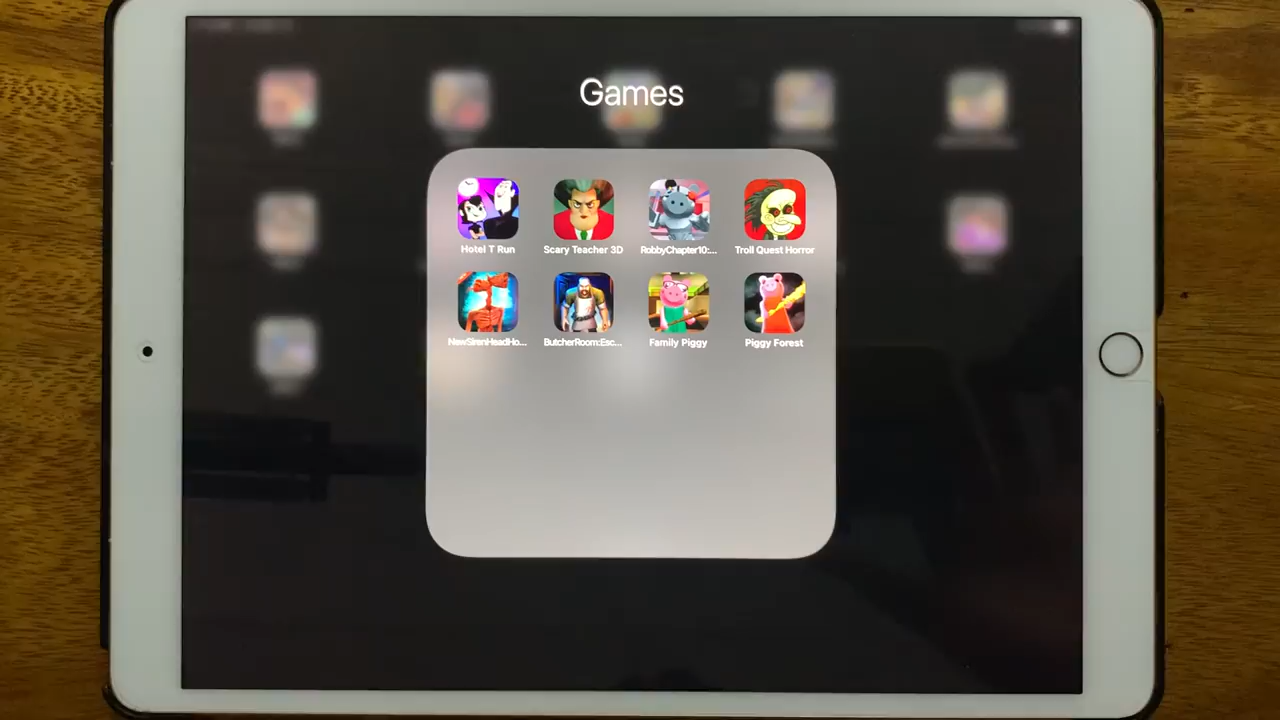 Games
Hotel T Run Scary Teacher 3D RobbyChapter10:... Troll Quest Horror
NewSirenHeadHo... ButcherRoom:Esc... Family Piggy Piggy Forest